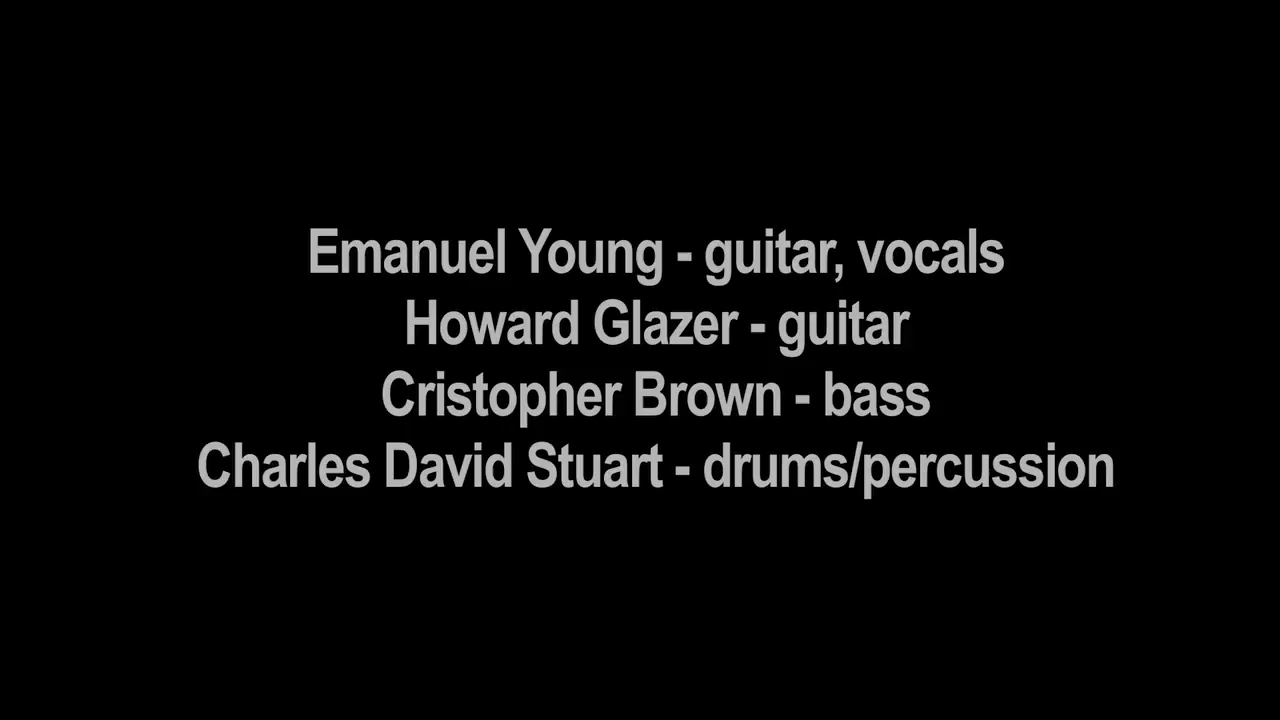 Emanuel Young - guitar, vocals
Howard Glazer - guitar
Cristopher Brown - bass
Charles David Stuart - drums/percussion